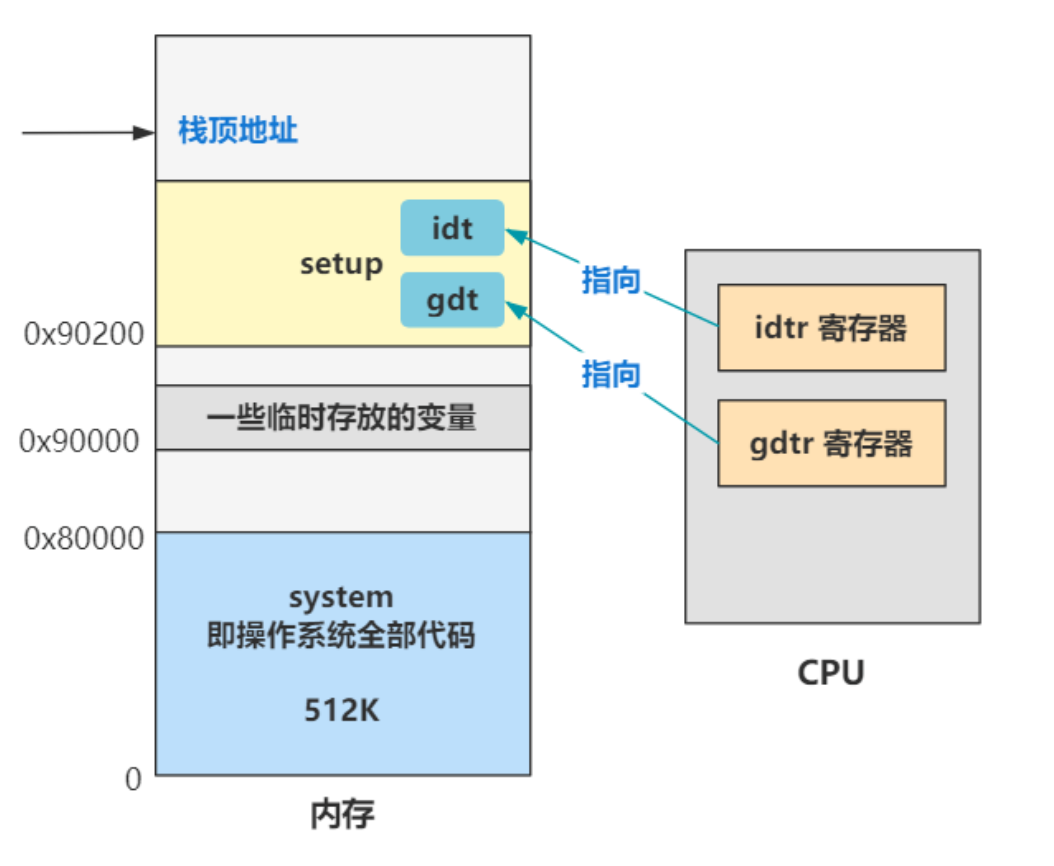 栈顶地址
idt
setup
gdt
0x90200
一些临时存放的变量
0x90000
0x80000
system
即操作系统全部代码
512K
0
内存
指向
指向
idtr 寄存器
gdtr 寄存器
CPU